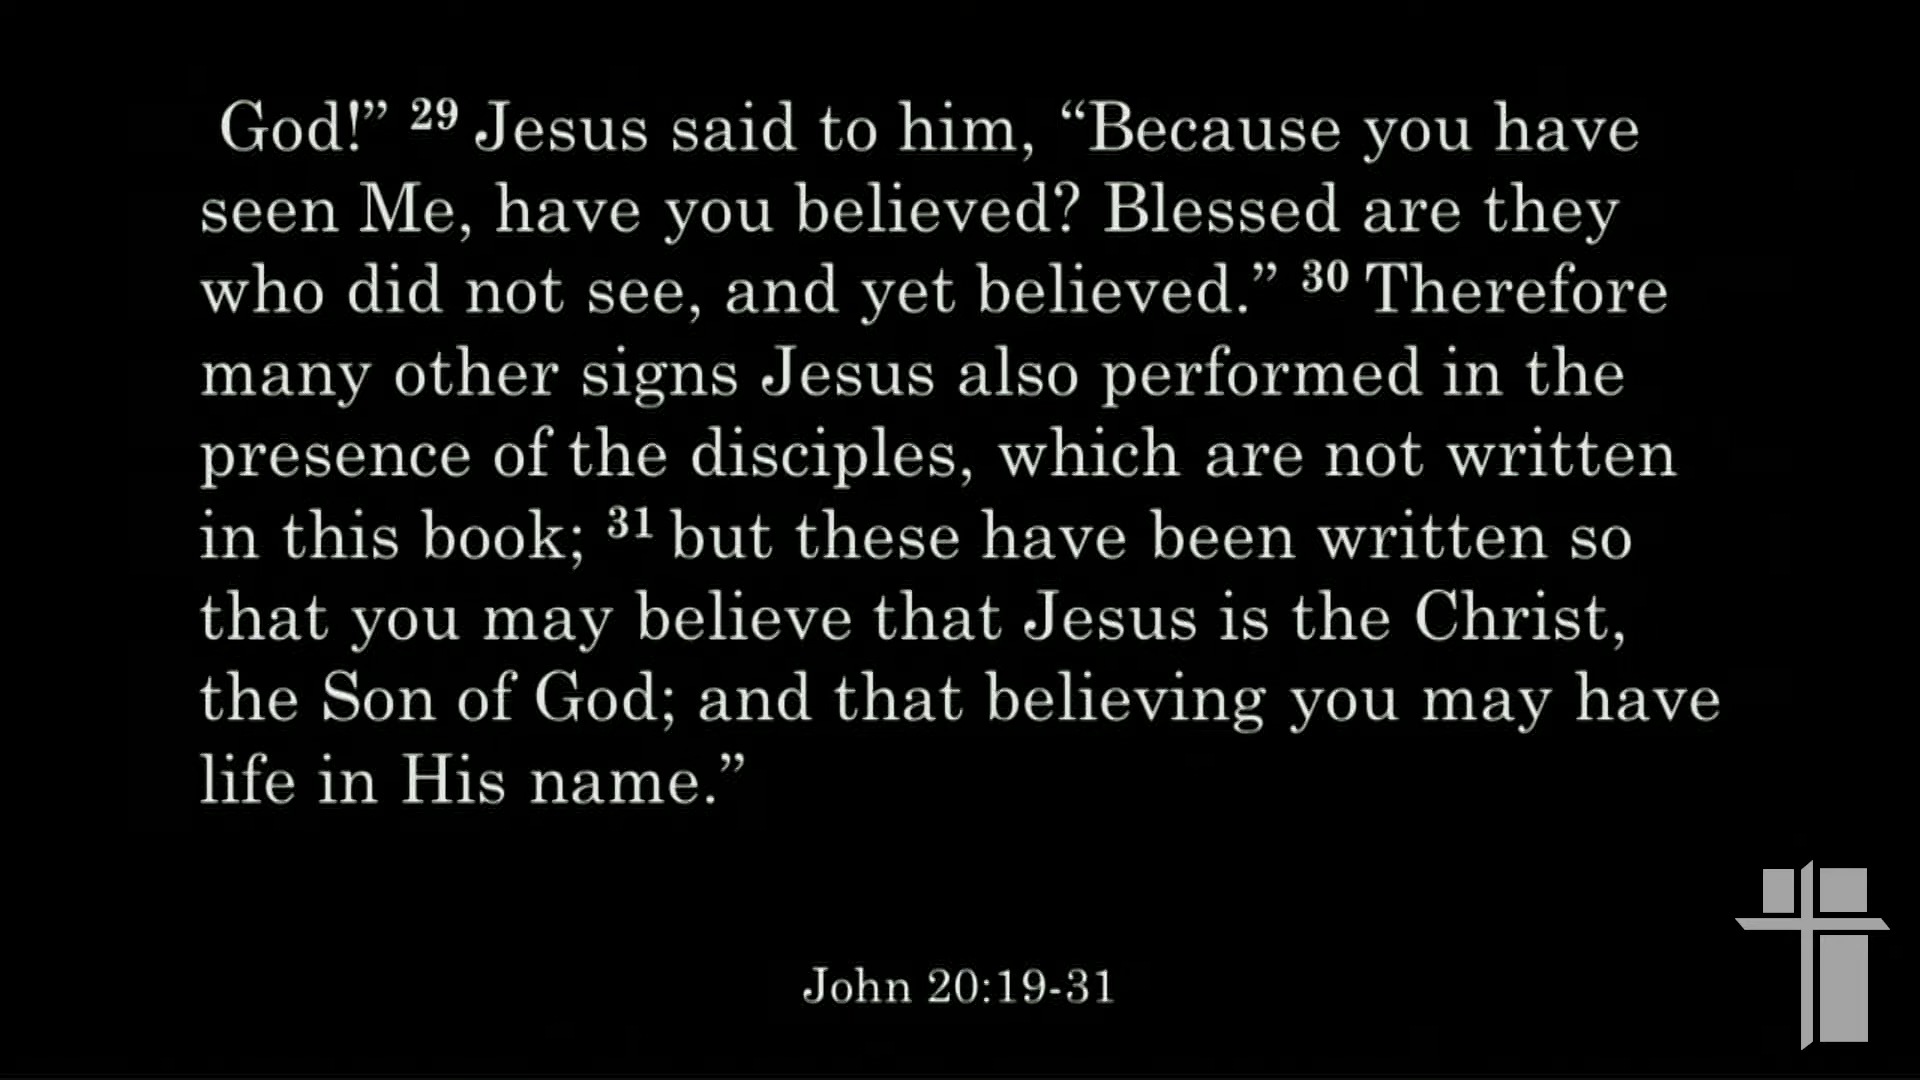 God!” 29 Jesus said to him, “Because you have
seen Me, have you believed? Blessed are they
who did not see, and yet believed.” 30 Therefore
many other signs Jesus also performed in the
presence of the disciples, which are not written
in this book; 31 but these have been written so
that you may believe that Jesus is the Christ,
the Son of God; and that believing you may have
life in His name.”
John 20:19-31